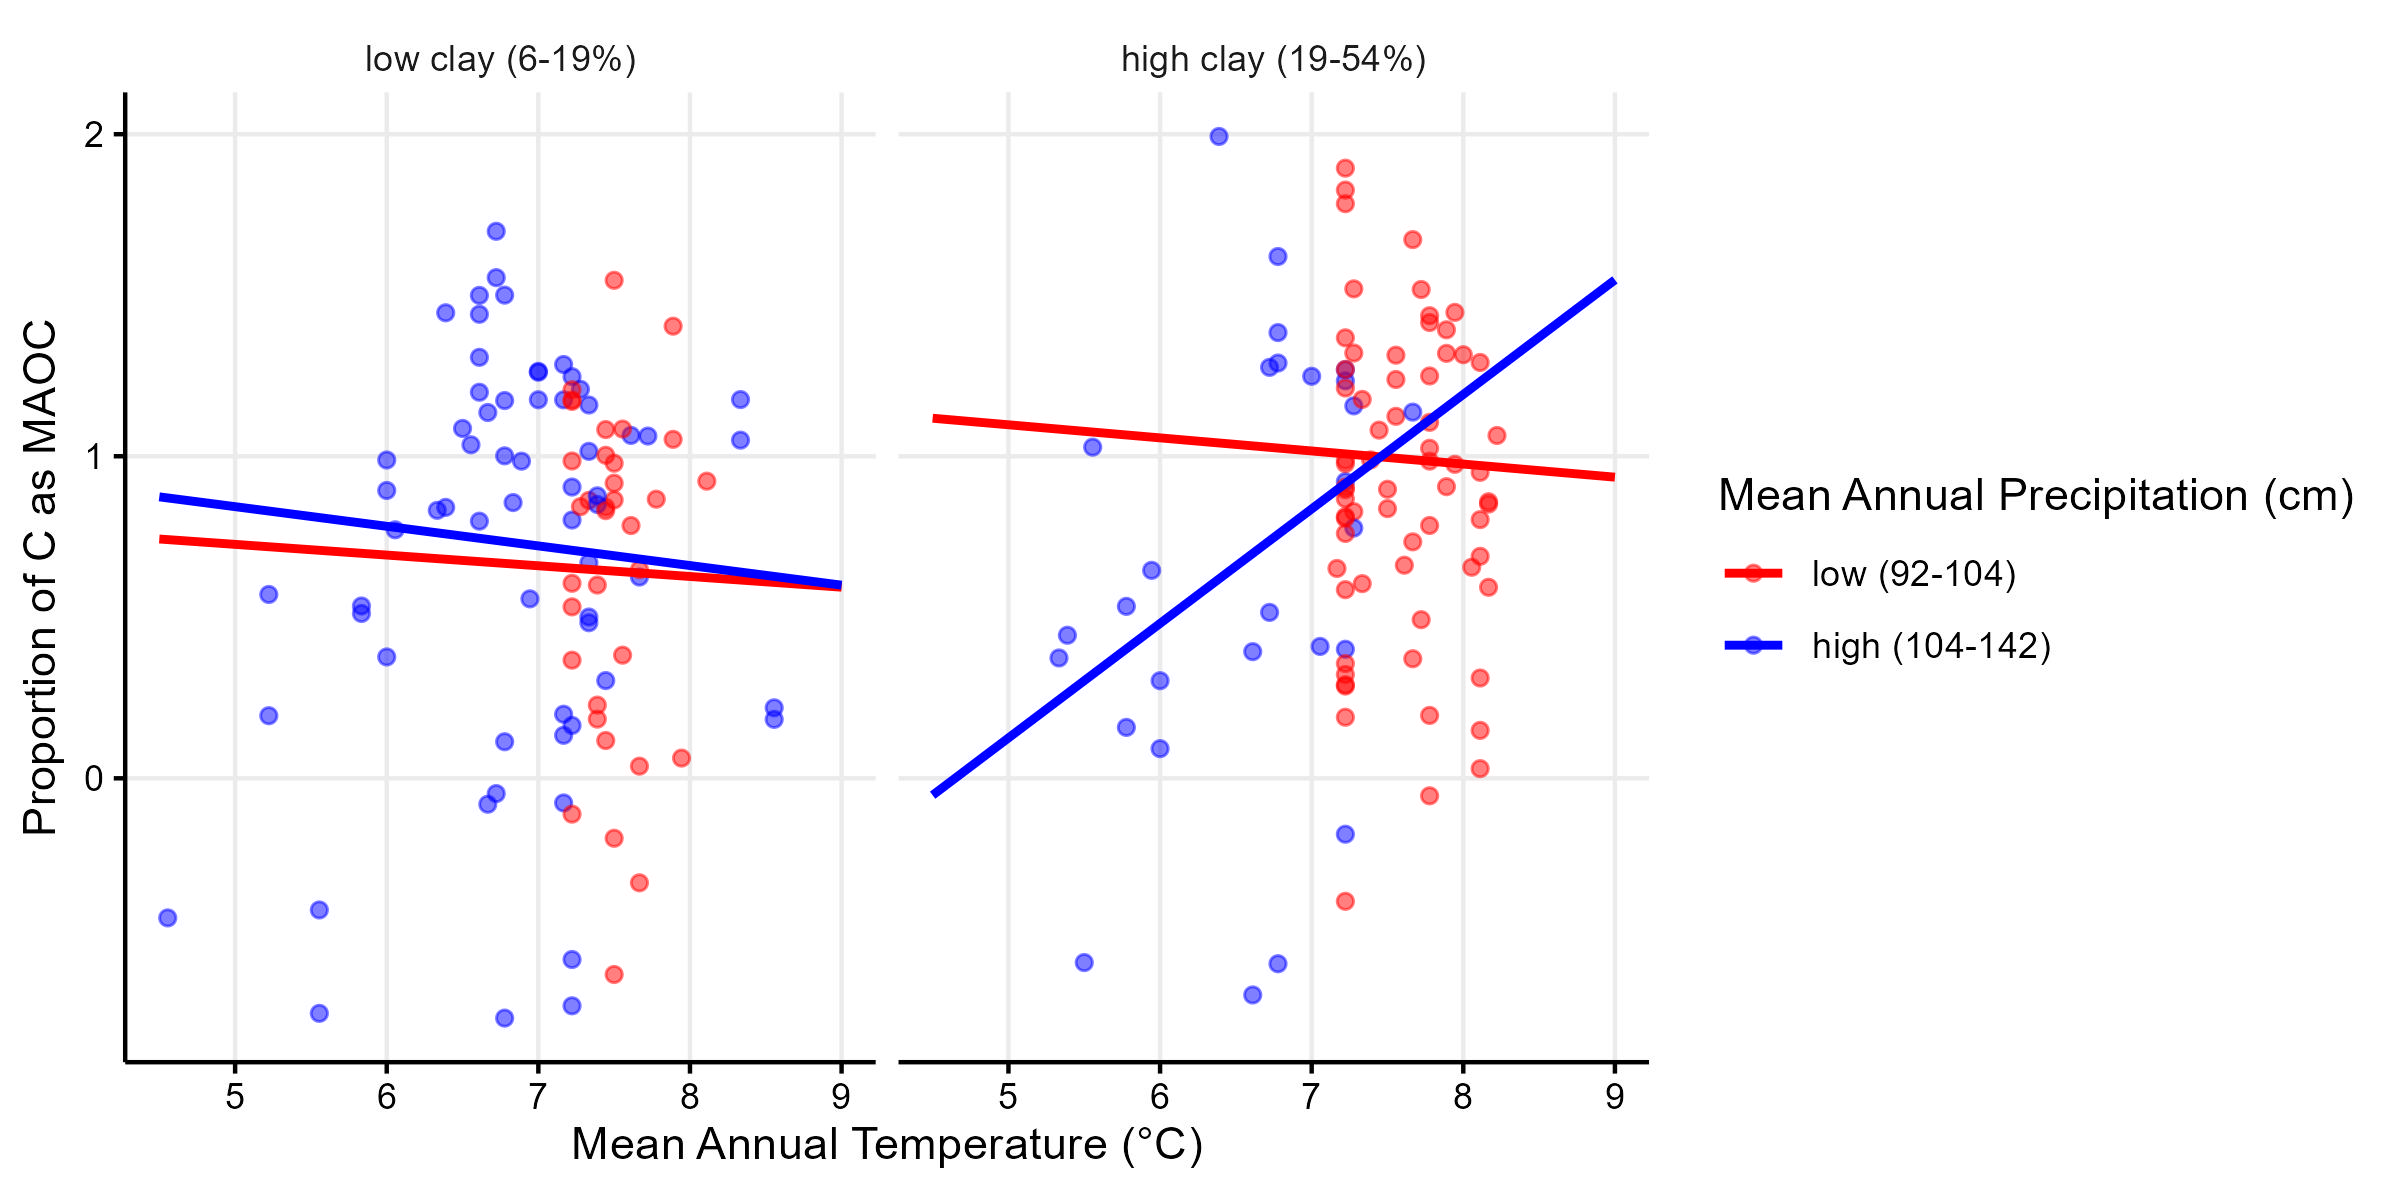 low clay (6-19%)
high clay (19-54%)
2
1
0
Proportion of C as MAOC
5 6 7 8 9
5 6 7 8 9
Mean Annual Temperature (°C)
Mean Annual Precipitation (cm)
low (92-104)
high (104-142)